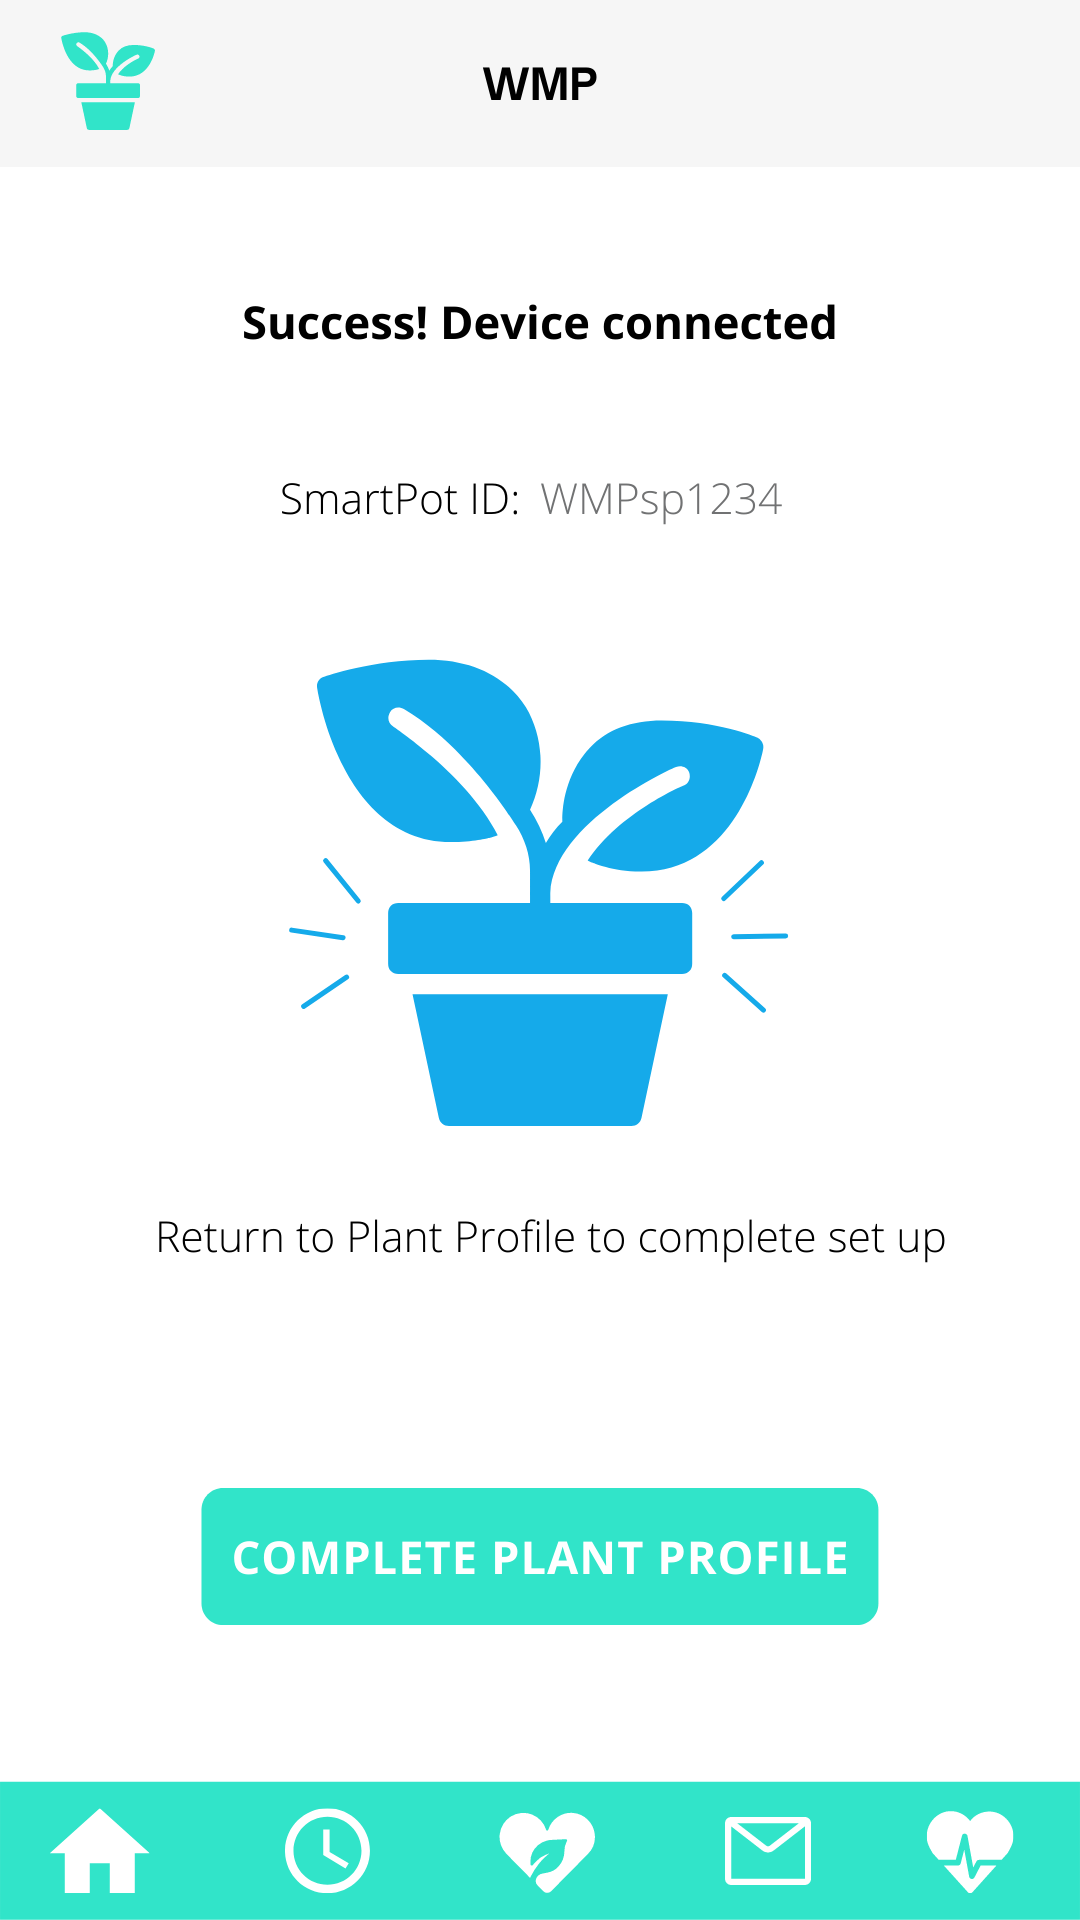 WMP
Success! Device connected
SmartPot ID: WMPsp1234
Return to Plant Profile to complete set up
COMPLETE PLANT PROFILE